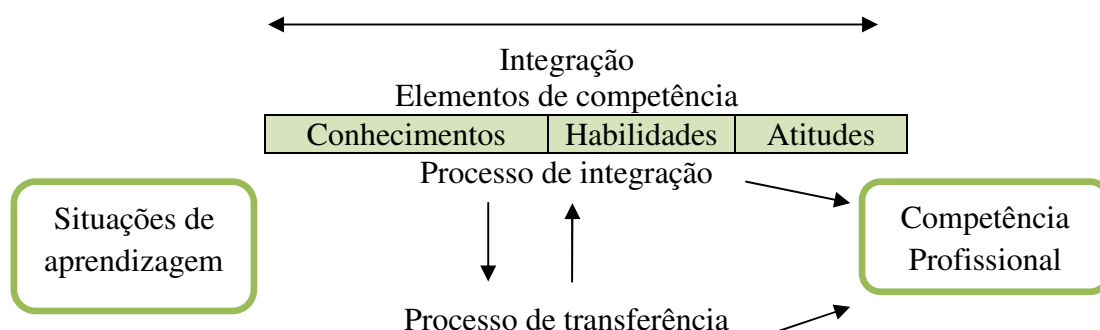 Integração
Elementos de competência
Conhecimentos Habilidades Atitudes
Processo de integração
Situações de
aprendizagem
Competência
Profissional
Processo de transferência